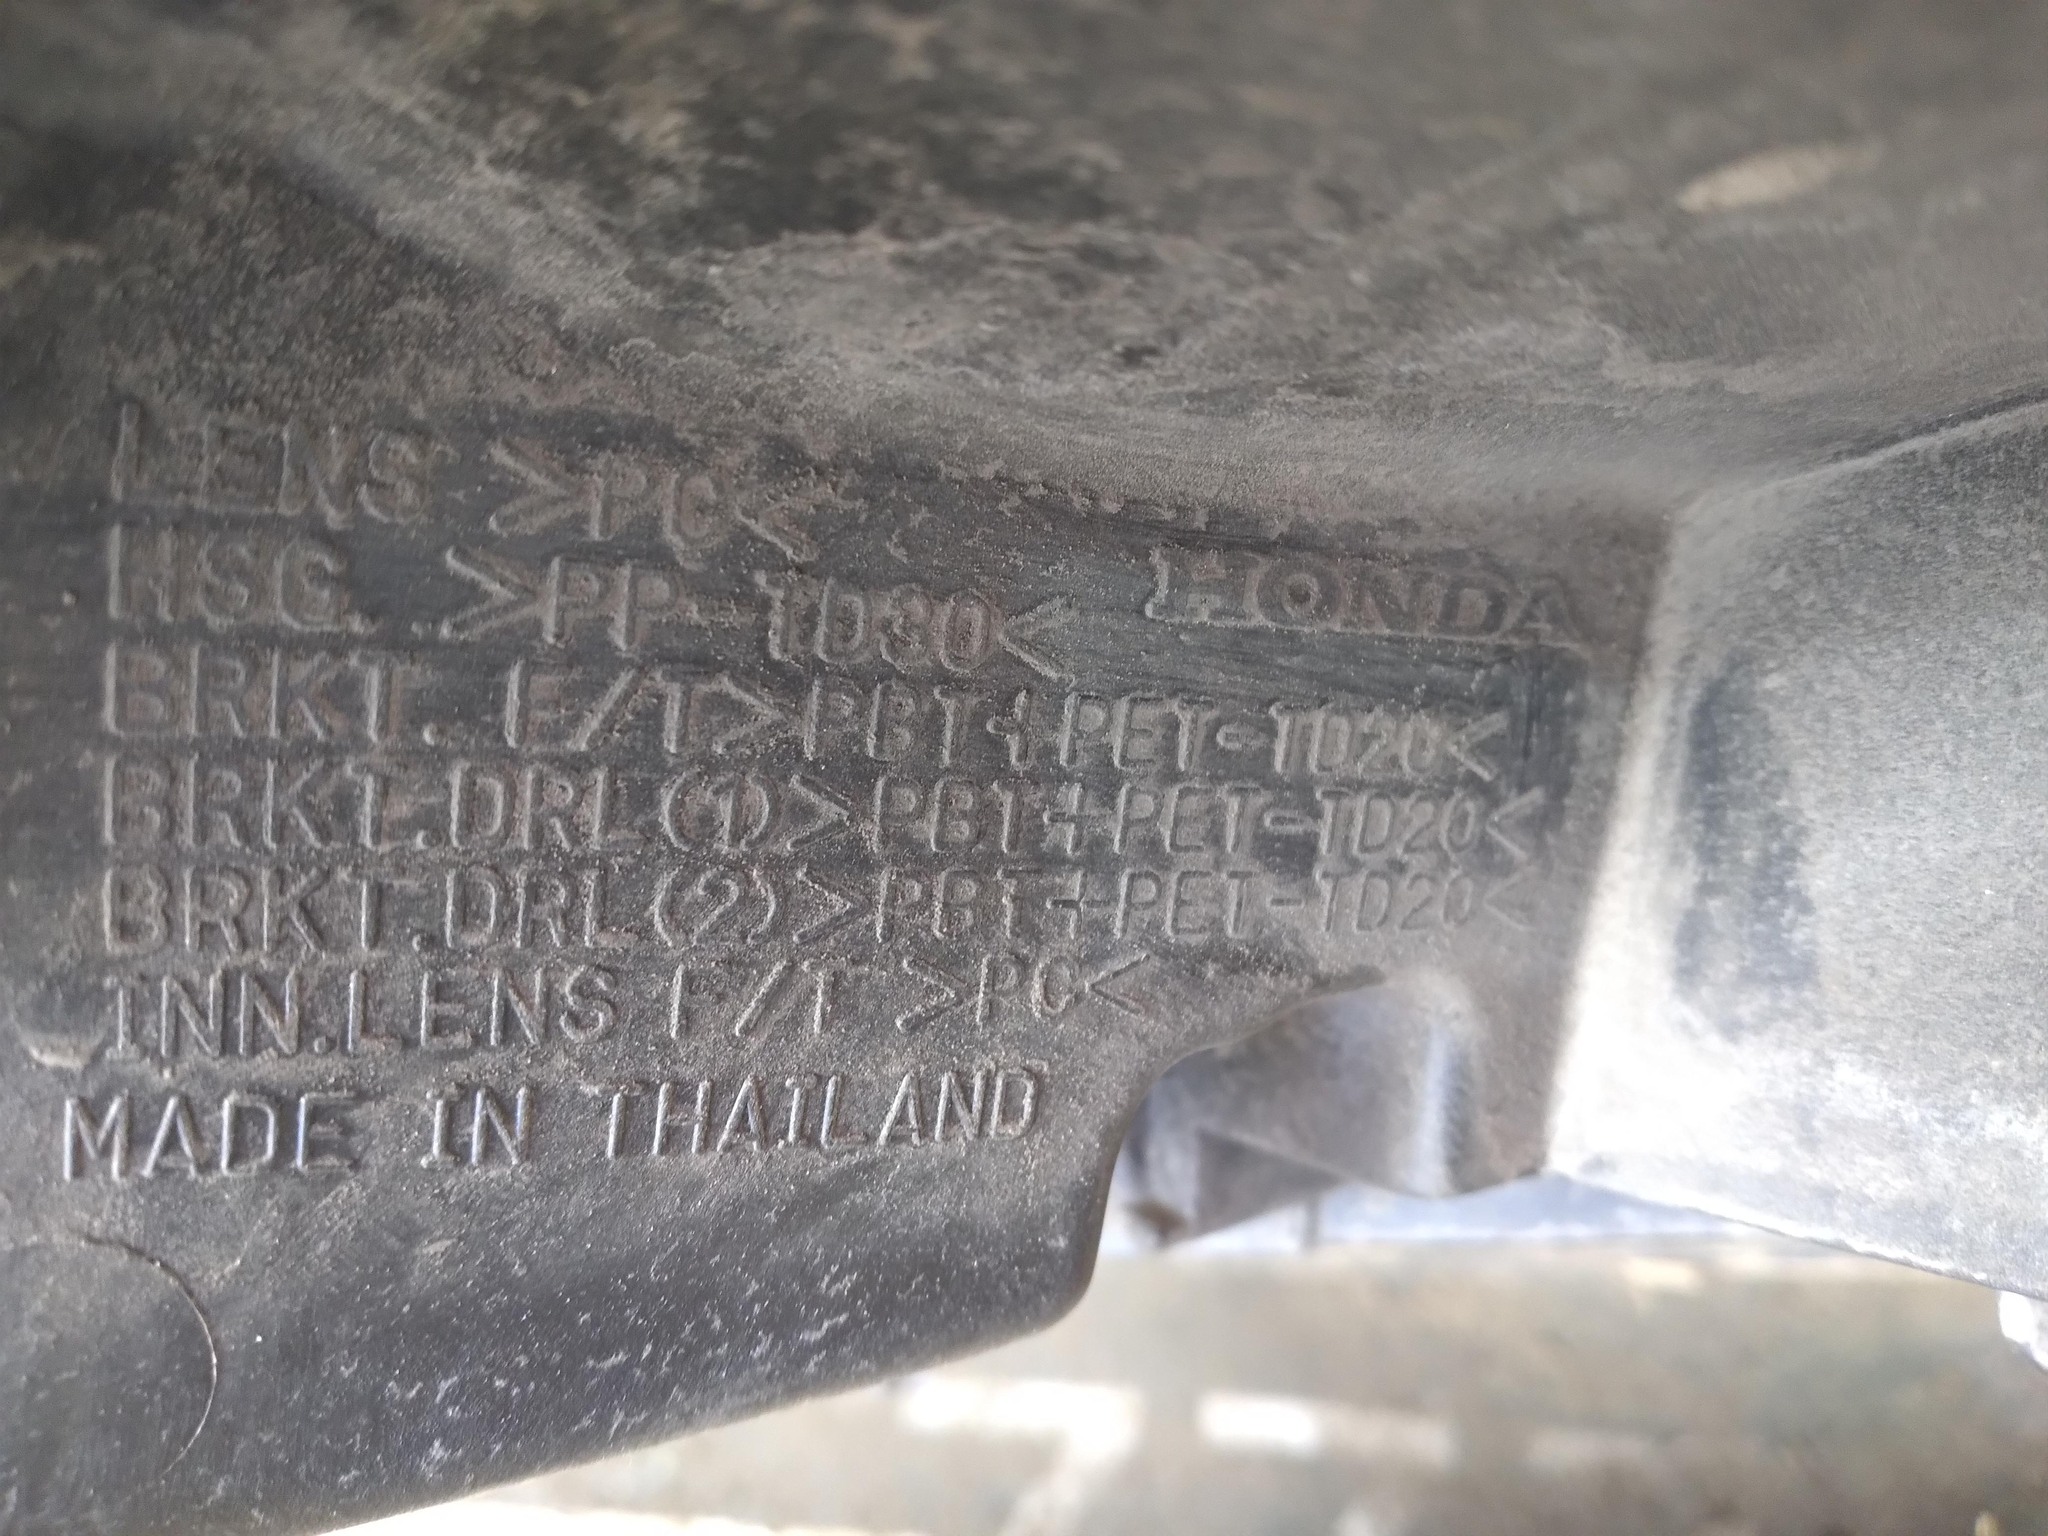 LENS >PC<
HSG. >PP-TD30<
HONDA
BRKT. F/T>PBT+PET-TD20<
BRKT.DRL(1)>PBT+PET-TD20<
BRKT.DRL(2)>PBT+PET-TD20<
INN.LENS F/T >PC<
MADE IN THAILAND